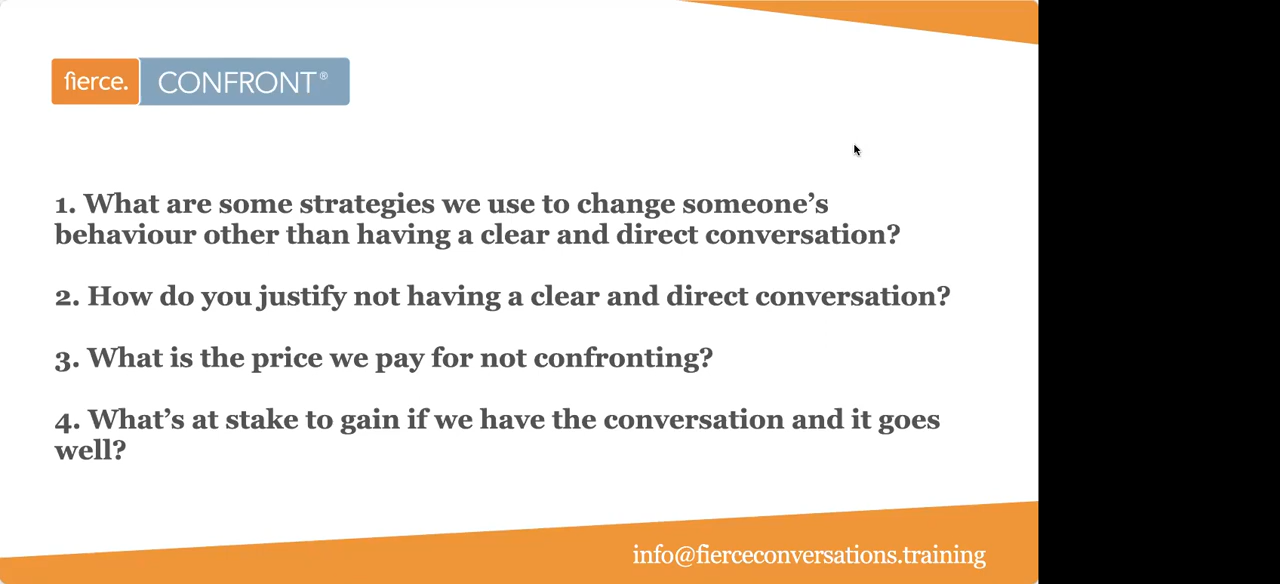 fierce. CONFRONT®
1. What are some strategies we use to change someone’s
behaviour other than having a clear and direct conversation?
2. How do you justify not having a clear and direct conversation?
3. What is the price we pay for not confronting?
4. What’s at stake to gain if we have the conversation and it goes
well?
info@fierceconversations.training